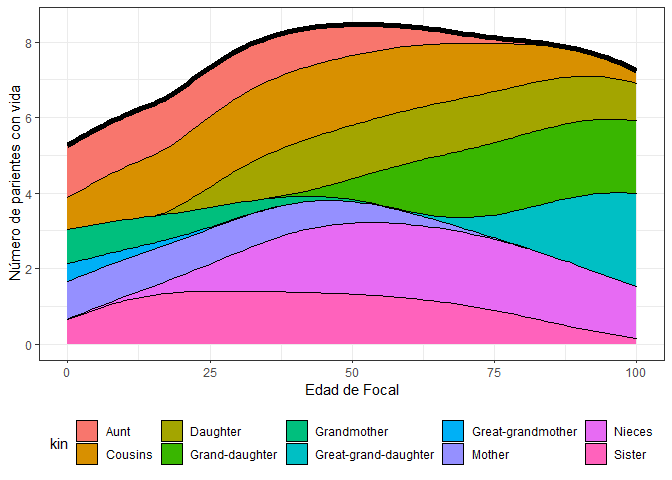 Número de parientes con vida
8
6
4
2
0
0 25 50 75 100
Edad de Focal
kin
Aunt Daughter Grandmother Great-grandmother Nieces
Cousins Grand-daughter Great-grand-daughter Mother Sister